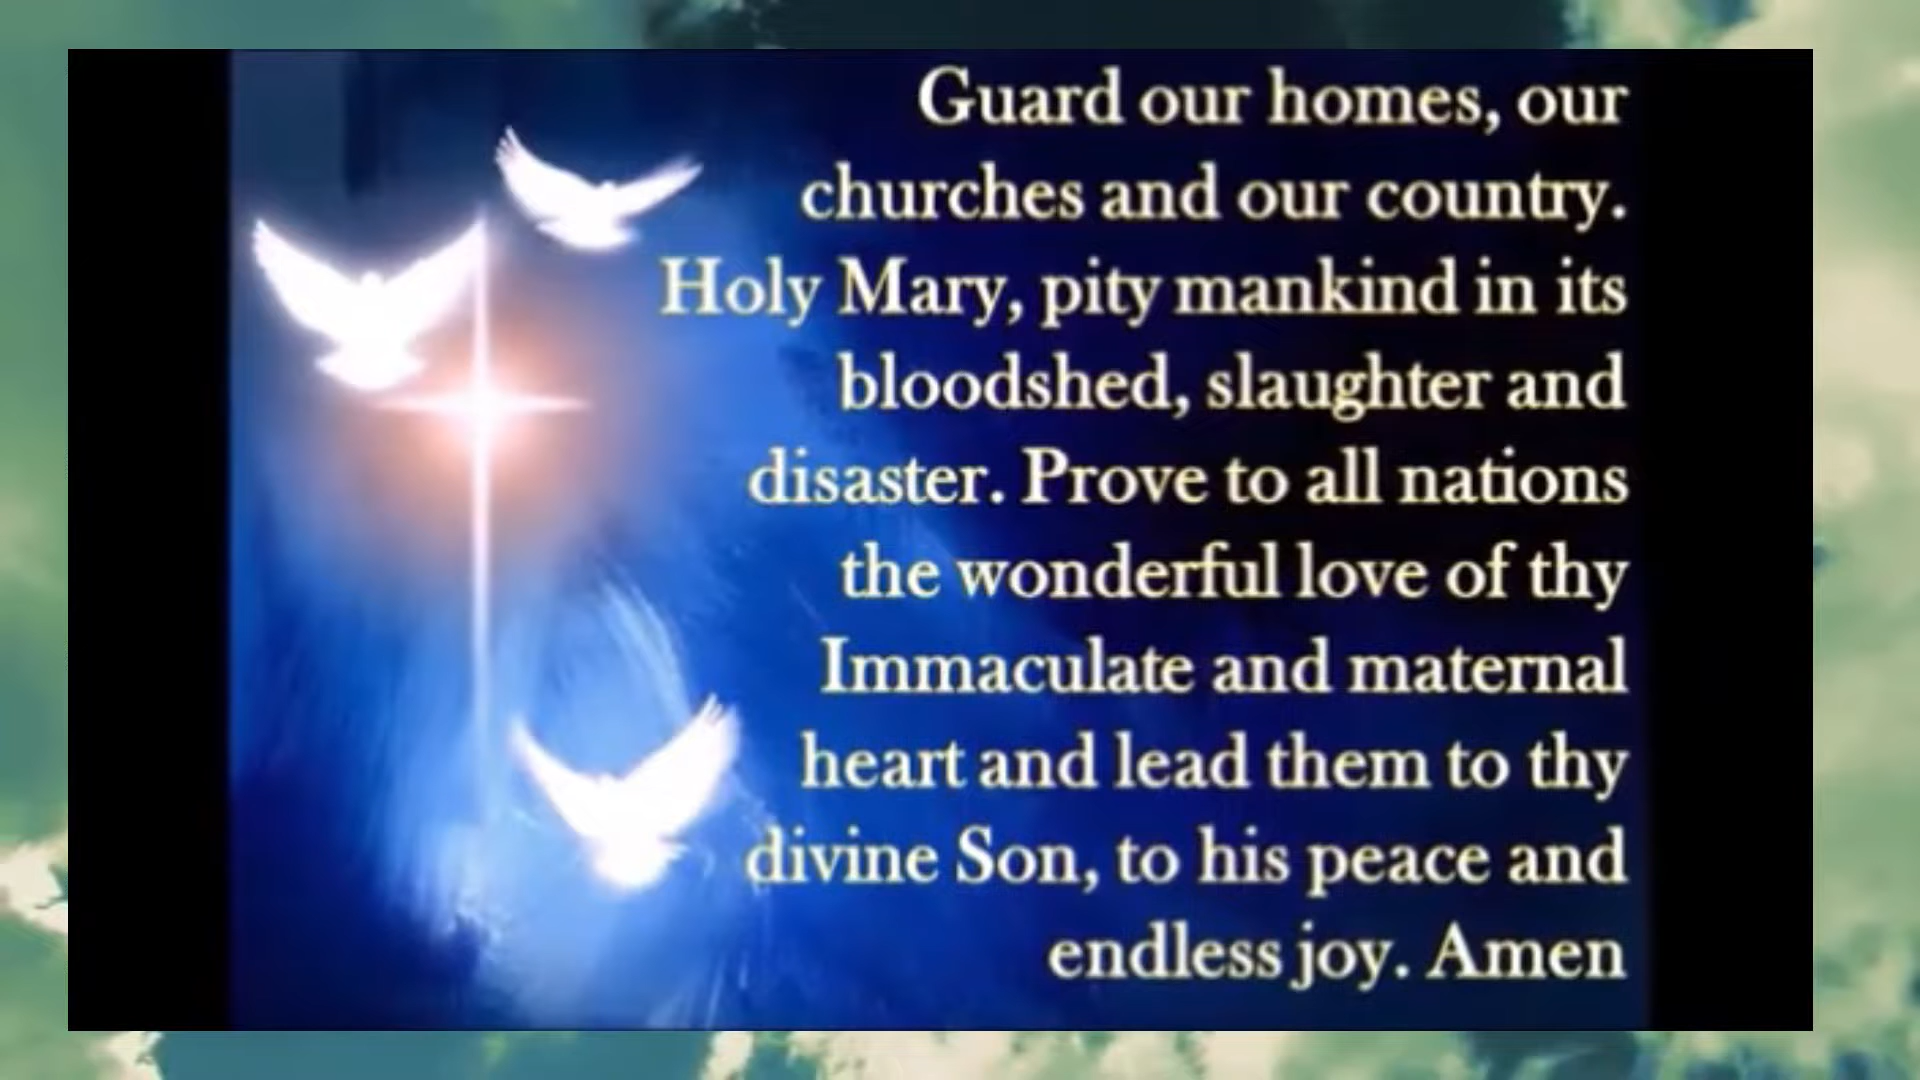 Guard our homes, our
churches and our country.
Holy Mary, pity mankind in its
bloodshed, slaughter and
disaster. Prove to all nations
the wonderful love of thy
Immaculate and maternal
heart and lead them to thy
divine Son, to his peace and
endless joy. Amen